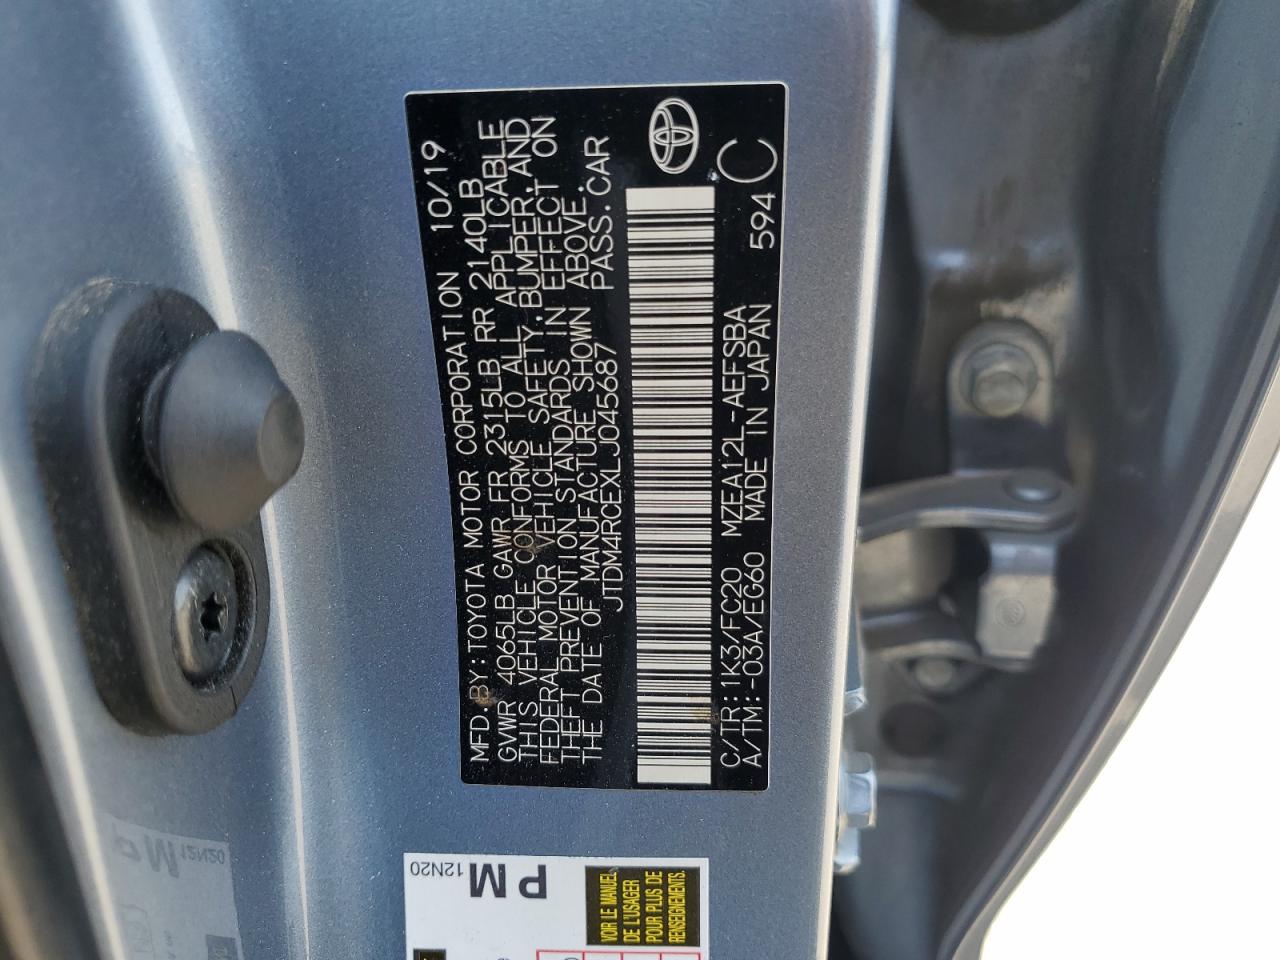 MFD. BY: TOYOTA MOTOR CORPORATION 10/19
GVWR 4065LB GAWR FR 2315LB RR 2140LB
THIS VEHICLE CONFORMS TO ALL APPLICABLE
FEDERAL MOTOR VEHICLE SAFETY, BUMPER, AND
THEFT PREVENTION STANDARDS IN EFFECT ON
THE DATE OF MANUFACTURE SHOWN ABOVE.
JTDM4RCEXLJ045687 PASS. CAR
C/TR: 1K3/FC20 MZEA12L-AEFSBA
A/TM: -03A/EG60 MADE IN JAPAN 594 C
PM
12N20
VOIR LE MANUEL
DE L'USAGER
POUR PLUS DE
RENSEIGNEMENTS.